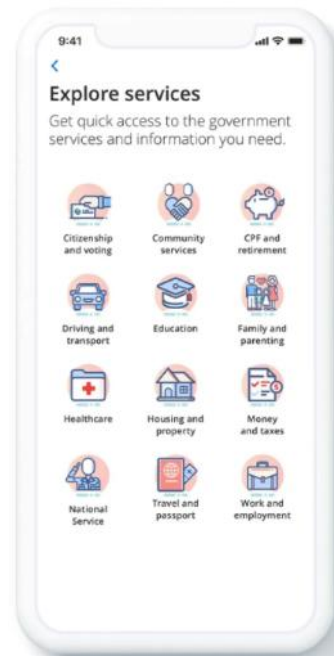 9:41
Explore services
Get quick access to the government
services and information you need.
Citizenship
and voting
Community
services
CPF and
retirement
Driving and
transport
Education
Family and
parenting
Healthcare
Housing and
property
Money
and taxes
National
Service
Travel and
passport
Work and
employment